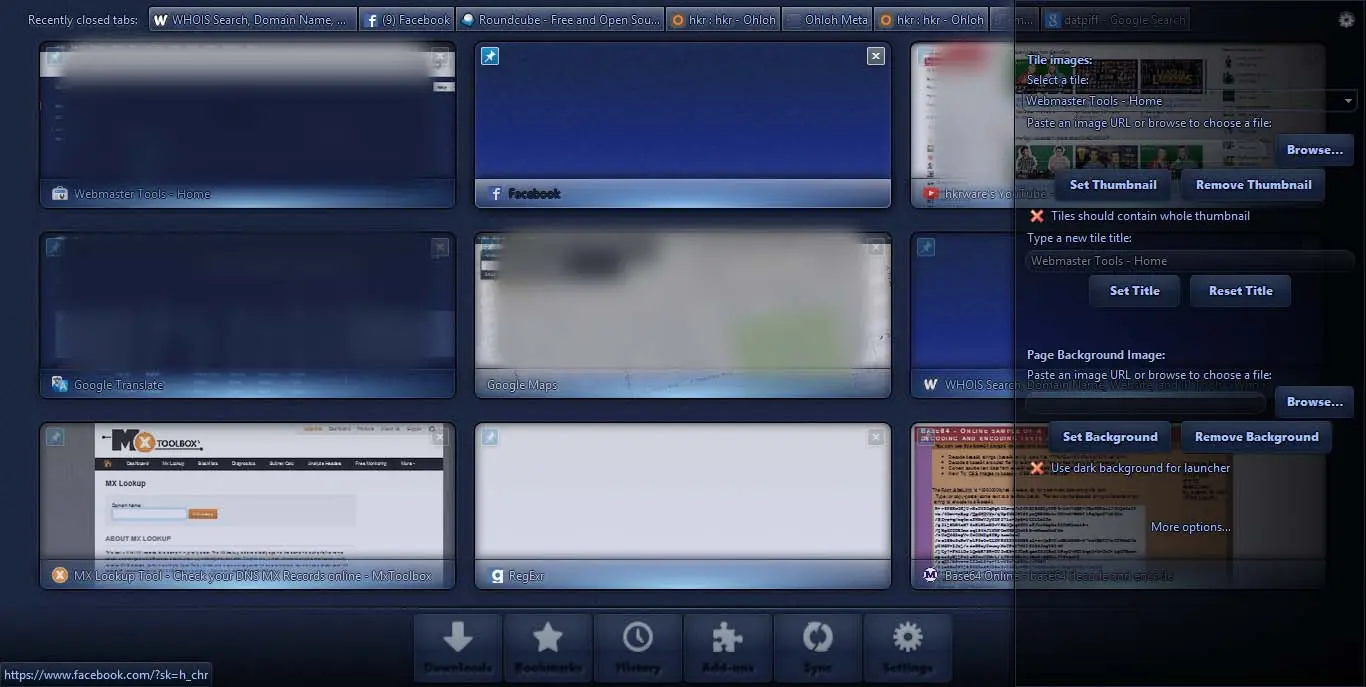 Recently closed tabs:
WHOIS Search, Domain Name, ...
(9) Facebook
Roundcube - Free and Open Sou...
hkr : hkr - Ohloh
Ohloh Meta
hkr : hkr - Ohloh
datpiff - Google Search
Webmaster Tools - Home
Facebook
hkrware's YouTube -
Google Translate
Google Maps
WHOIS Search, Domain Name, Website,
MX TOOLBOX
MX Lookup
Domain name
ABOUT MX LOOKUP
MX Lookup Tool - Check your DNS MX Records online - MxToolbox
RegExr
Base64 Online - base64 decode and encode
Tile images:
Select a tile:
Webmaster Tools - Home
Paste an image URL or browse to choose a file:
Browse...
Set Thumbnail
Remove Thumbnail
Tiles should contain whole thumbnail
Type a new tile title:
Webmaster Tools - Home
Set Title
Reset Title
Page Background Image:
Paste an image URL or browse to choose a file:
Browse...
Set Background
Remove Background
Use dark background for launcher
More options...
Downloads
Bookmarks
History
Add-ons
Sync
Settings
https://www.facebook.com/?sk=h_chr